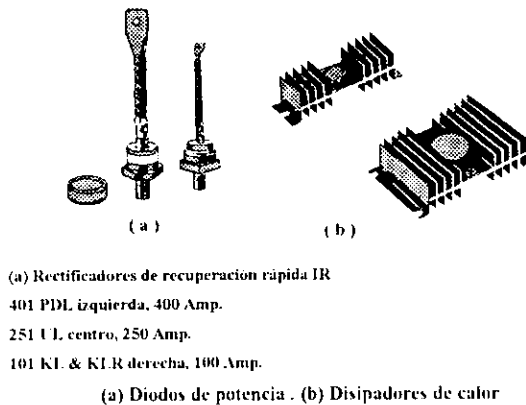 ( a )
( b )
(a) Rectificadores de recuperación rápida IR
401 PDL izquierda, 400 Amp.
251 UL centro, 250 Amp.
101 KL & KLR derecha, 100 Amp.
(a) Diodos de potencia . (b) Disipadores de calor